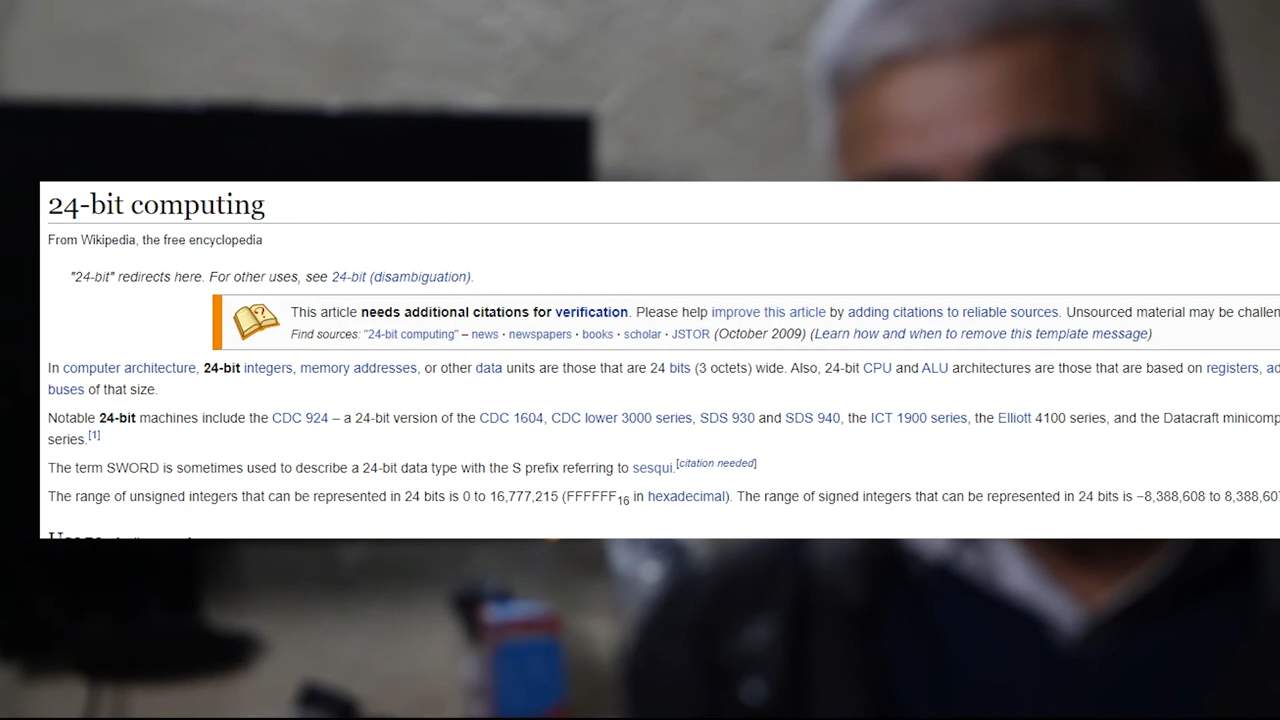 24-bit computing
From Wikipedia, the free encyclopedia
"24-bit" redirects here. For other uses, see 24-bit (disambiguation).
This article needs additional citations for verification. Please help improve this article by adding citations to reliable sources. Unsourced material may be
Find sources: "24-bit computing" – news · newspapers · books · scholar · JSTOR (October 2009) (Learn how and when to remove this template message)
In computer architecture, 24-bit integers, memory addresses, or other data units are those that are 24 bits (3 octets) wide. Also, 24-bit CPU and ALU architectures are those that are based on registers,
buses of that size.
Notable 24-bit machines include the CDC 924 – a 24-bit version of the CDC 1604, CDC lower 3000 series, SDS 930 and SDS 940, the ICT 1900 series, the Elliott 4100 series, and the Datacraft
series.[1]
The term SWORD is sometimes used to describe a 24-bit data type with the S prefix referring to sesqui.[citation needed]
The range of unsigned integers that can be represented in 24 bits is 0 to 16,777,215 (FFFFFF16 in hexadecimal). The range of signed integers that can be represented in 24 bits is −8,388,608 to